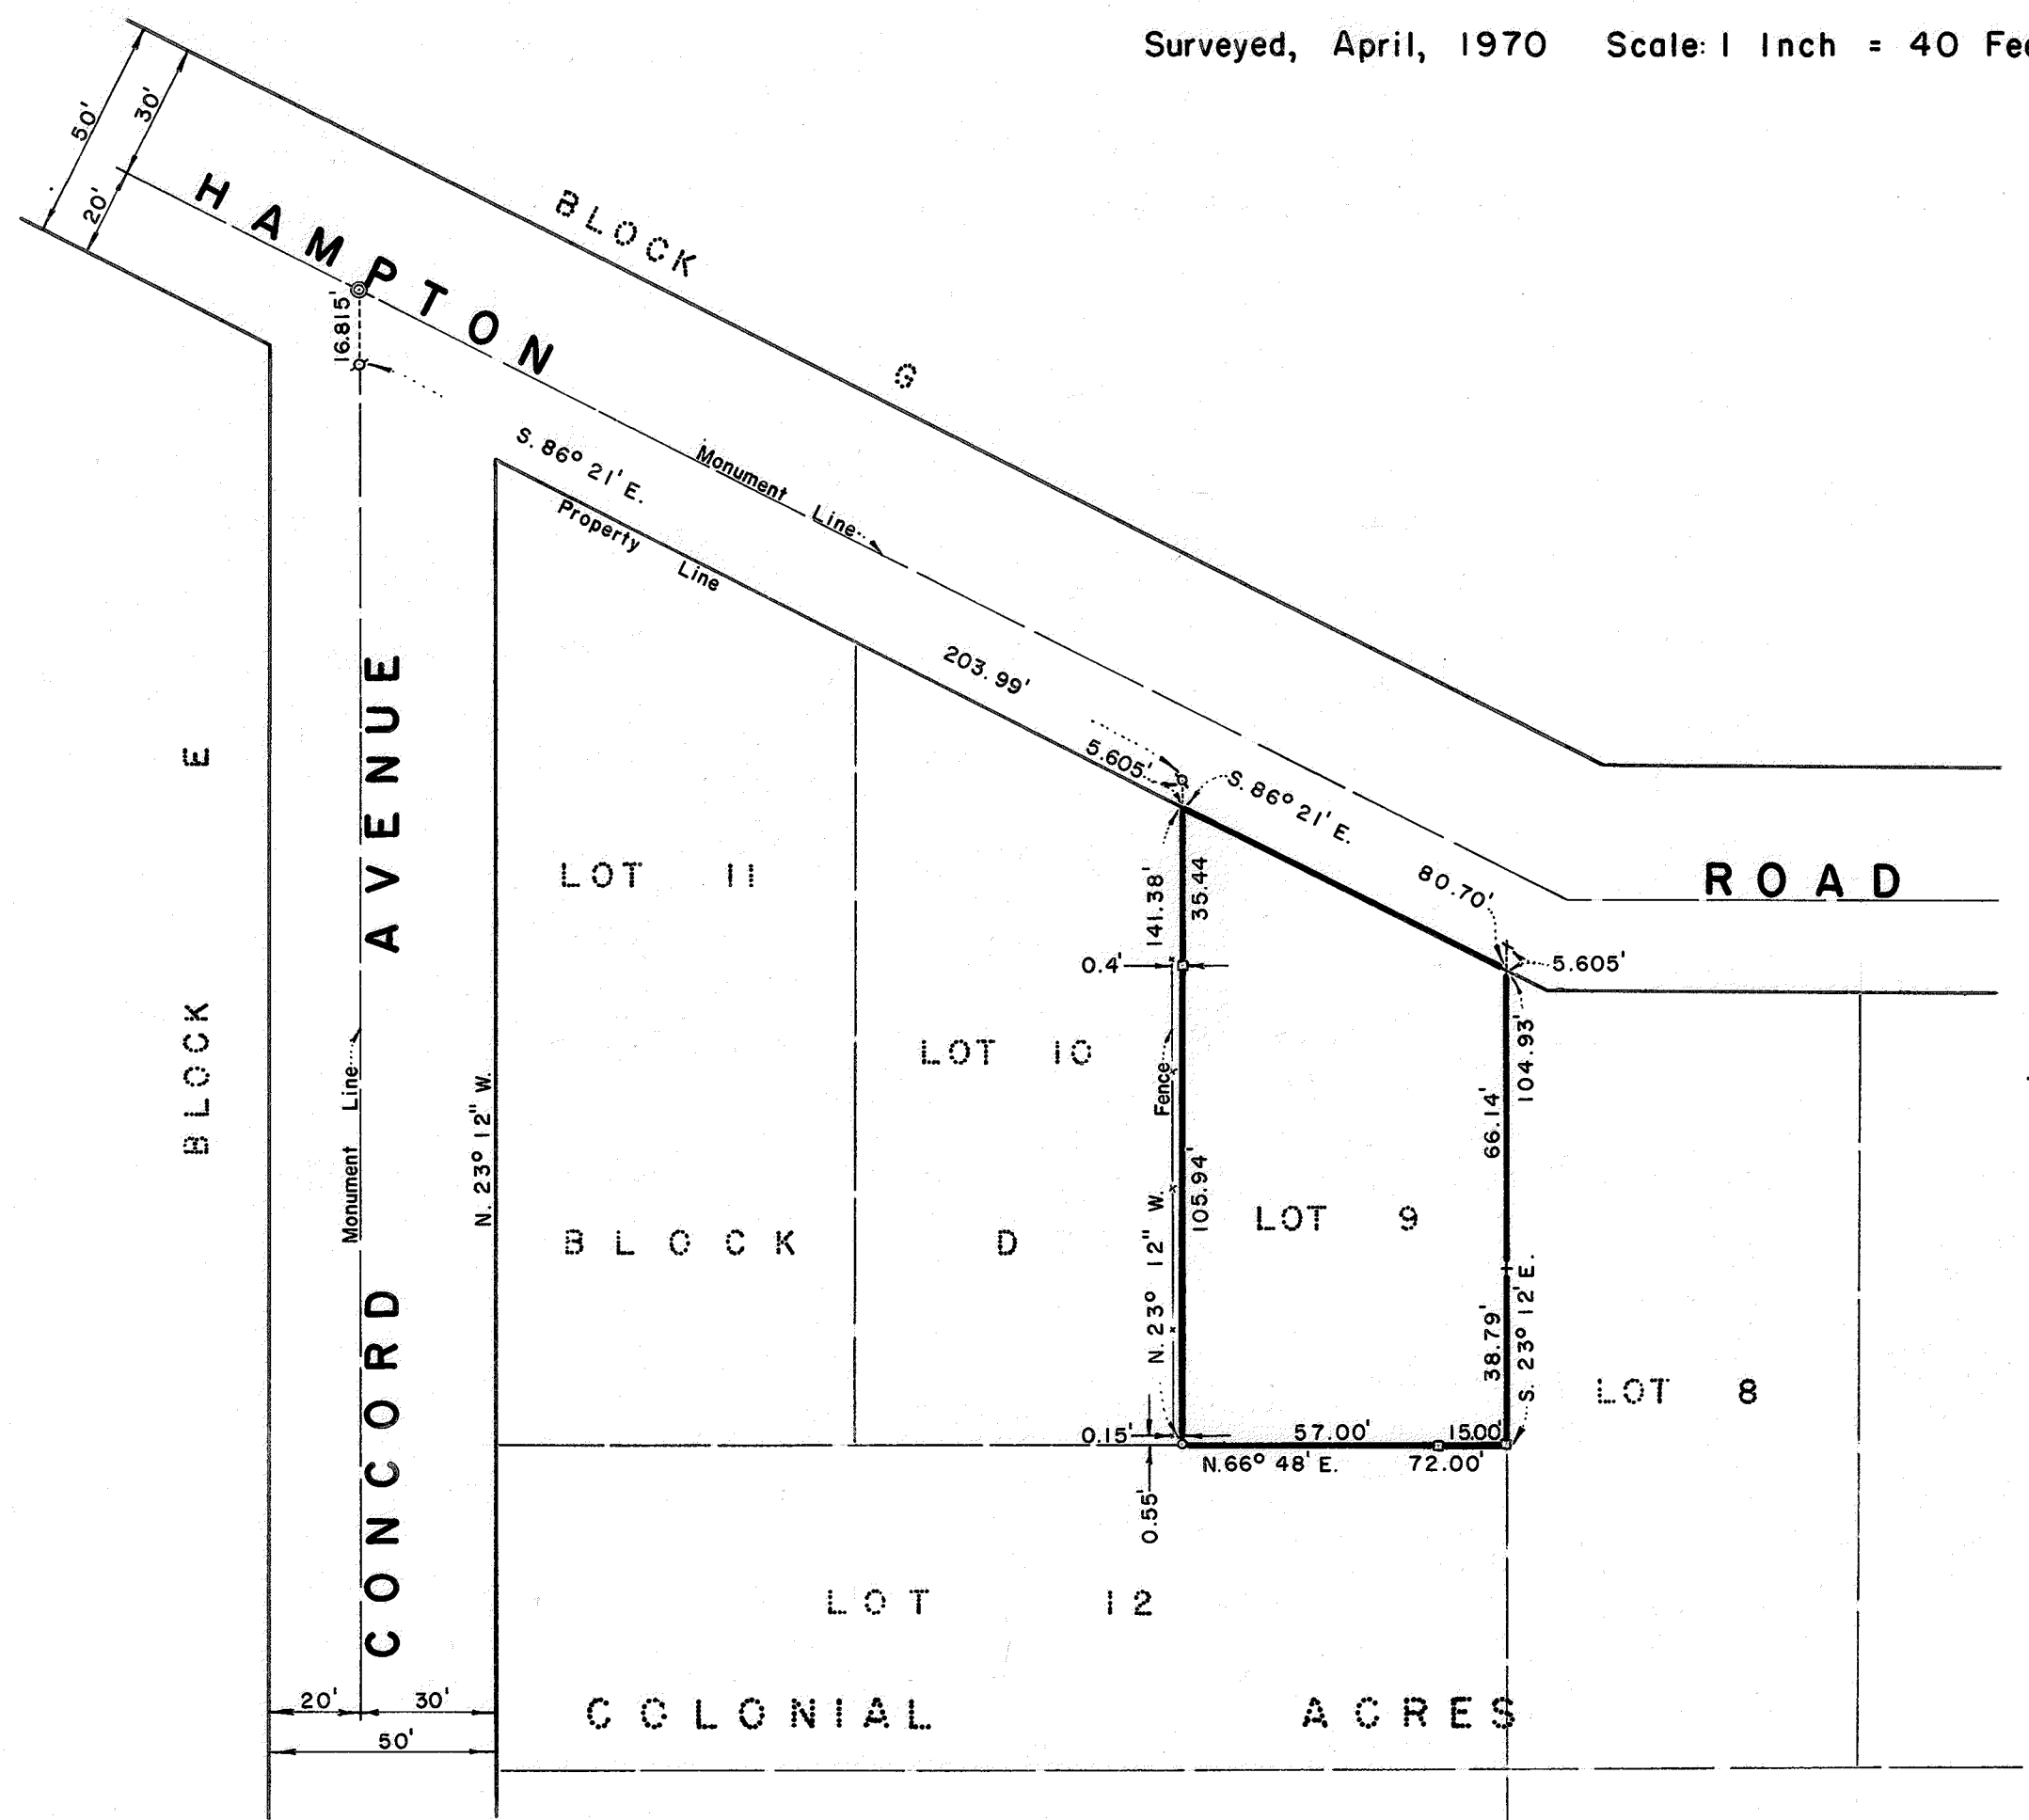 Surveyed, April, 1970 Scale: 1 Inch = 40 Fee
50'
30'
20'
HAMPTON
BLOCK
G
16.815'
S. 86° 21' E.
Property Line
Monument Line
203.99'
5.605'
S. 86° 21' E.
80.70'
ROAD
5.605'
BLOCK E
CONCORD AVENUE
Monument Line
N. 23° 12" W.
LOT 11
LOT 10
BLOCK D
141.38'
35.44
0.4'
Fence
105.94'
N. 23° 12" W.
LOT 9
104.93'
66.14'
38.79'
S. 23° 12' E.
LOT 8
0.15'
57.00'
15.00'
N. 66° 48' E.
72.00'
0.55'
LOT 12
20'
30'
50'
COLONIAL ACRES